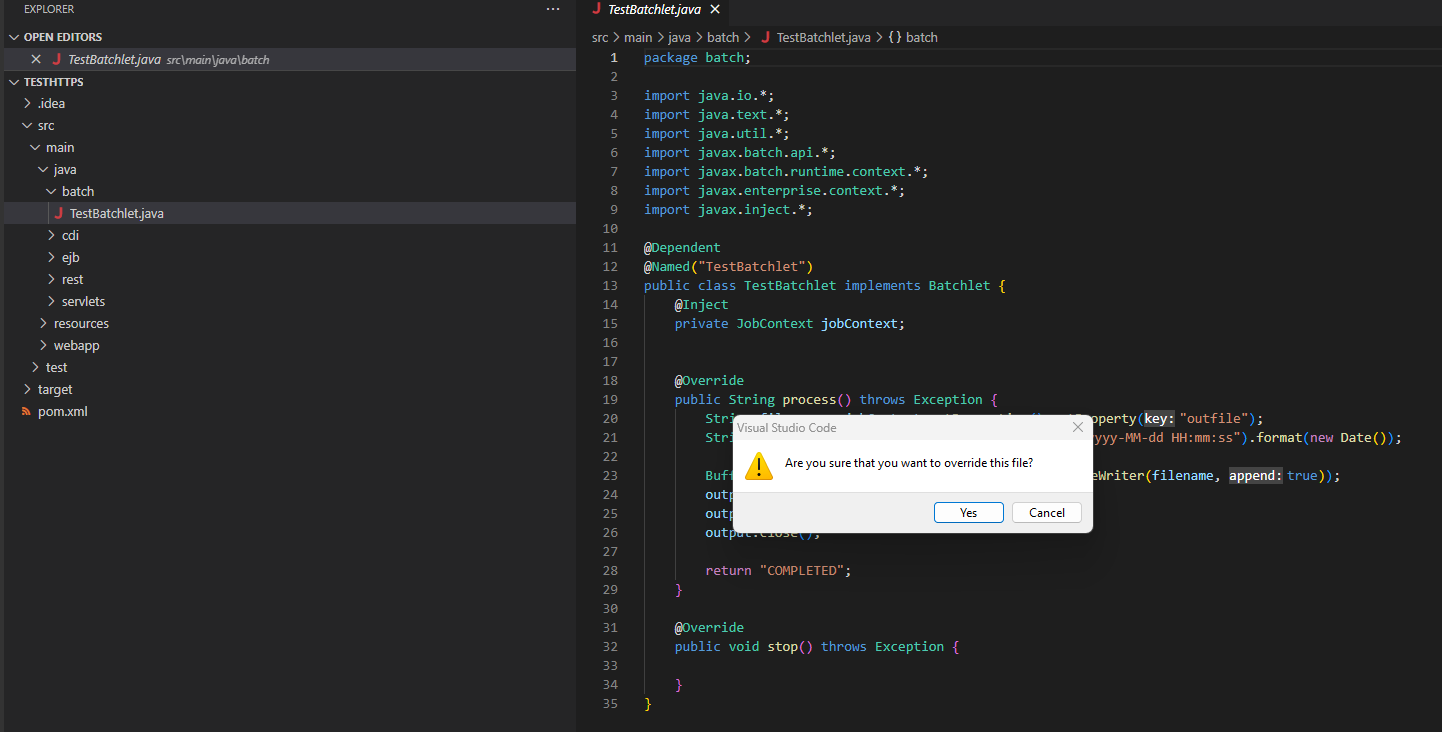 EXPLORER
OPEN EDITORS
TestBatchlet.java src\main\java\batch
TESTHTTPS
.idea
src
main
java
batch
TestBatchlet.java
cdi
ejb
rest
servlets
resources
webapp
test
target
pom.xml
TestBatchlet.java
src > main > java > batch > TestBatchlet.java > {} batch
1 package batch;
2
3 import java.io.*;
4 import java.text.*;
5 import java.util.*;
6 import javax.batch.api.*;
7 import javax.batch.runtime.context.*;
8 import javax.enterprise.context.*;
9 import javax.inject.*;
10
11 @Dependent
12 @Named("TestBatchlet")
13 public class TestBatchlet implements Batchlet {
14 @Inject
15 private JobContext jobContext;
16
17
18 @Override
19 public String process() throws Exception {
20 operty(key: "outfile");
21 yyy-MM-dd HH:mm:ss").format(new Date());
22
23 Buff eWriter(filename, append: true));
24 outp
25 outp
26 output.close();
27
28 return "COMPLETED";
29 }
30
31 @Override
32 public void stop() throws Exception {
33
34 }
35 }
Visual Studio Code
Are you sure that you want to override this file?
Yes
Cancel